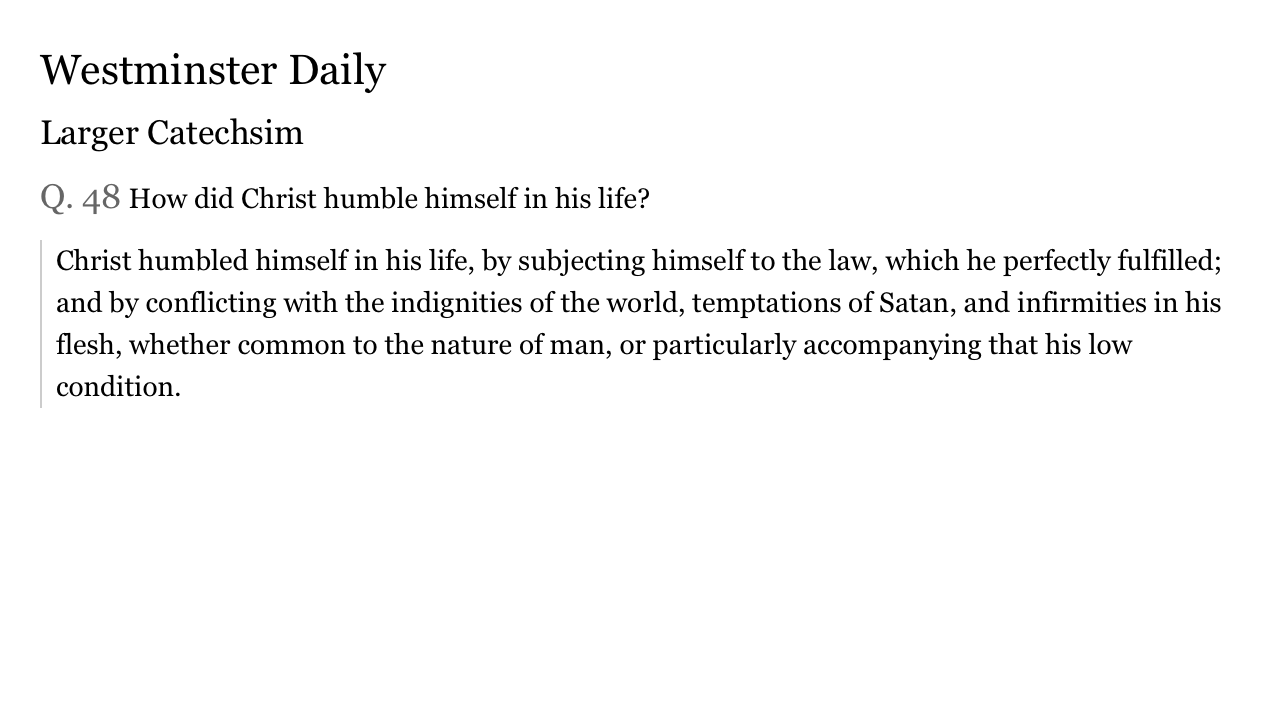 Westminster Daily
Larger Catechsim
Q. 48 How did Christ humble himself in his life?
Christ humbled himself in his life, by subjecting himself to the law, which he perfectly fulfilled;
and by conflicting with the indignities of the world, temptations of Satan, and infirmities in his
flesh, whether common to the nature of man, or particularly accompanying that his low
condition.